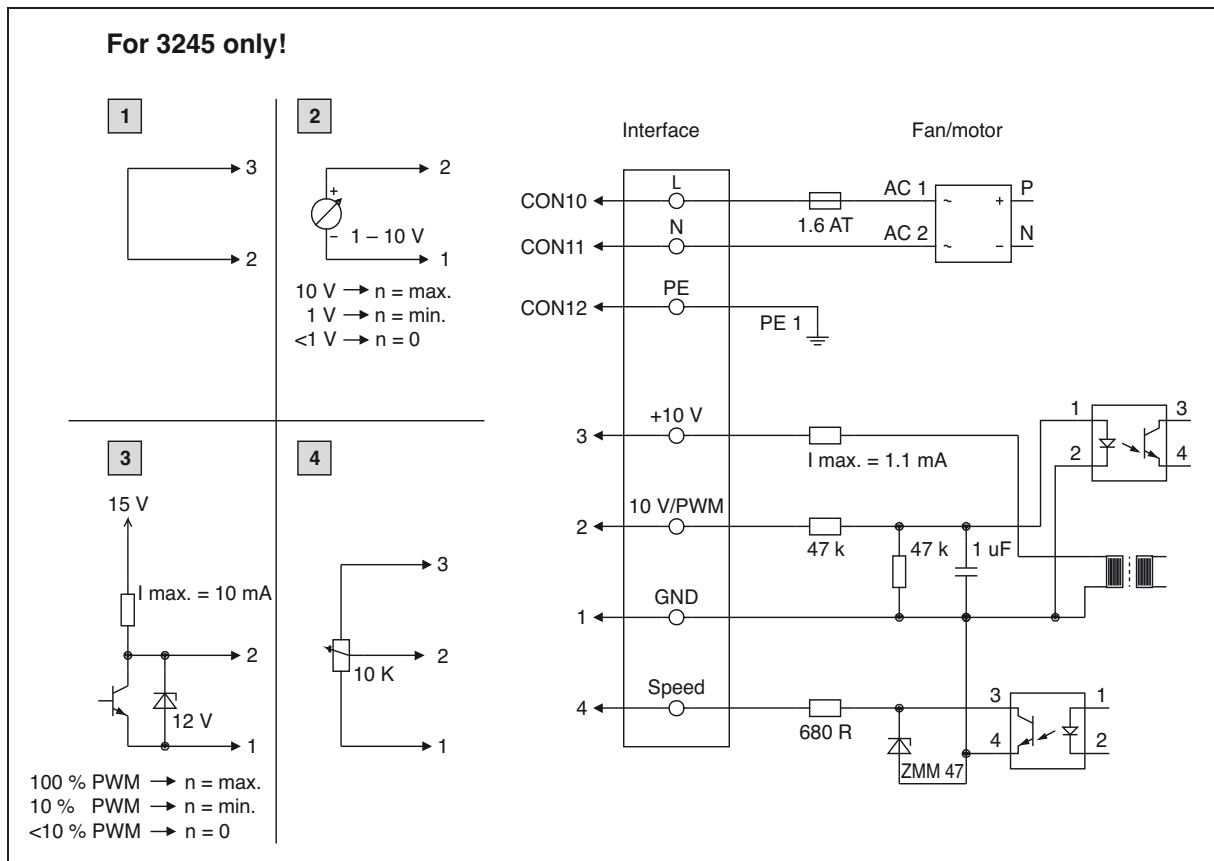 For 3245 only!
1
3
2
2
+
–
2
1 – 10 V
1
10 V → n = max.
1 V → n = min.
<1 V → n = 0
3
15 V
I max. = 10 mA
2
12 V
1
100 % PWM → n = max.
10 % PWM → n = min.
<10 % PWM → n = 0
4
3
2
10 K
1
Interface
Fan/motor
CON10
L
1.6 AT
AC 1
~
+
P
CON11
N
AC 2
~
–
N
CON12
PE
PE 1
3
+10 V
I max. = 1.1 mA
1
2
3
4
2
10 V/PWM
47 k
47 k
1 uF
1
GND
4
Speed
680 R
ZMM 47
3
4
1
2